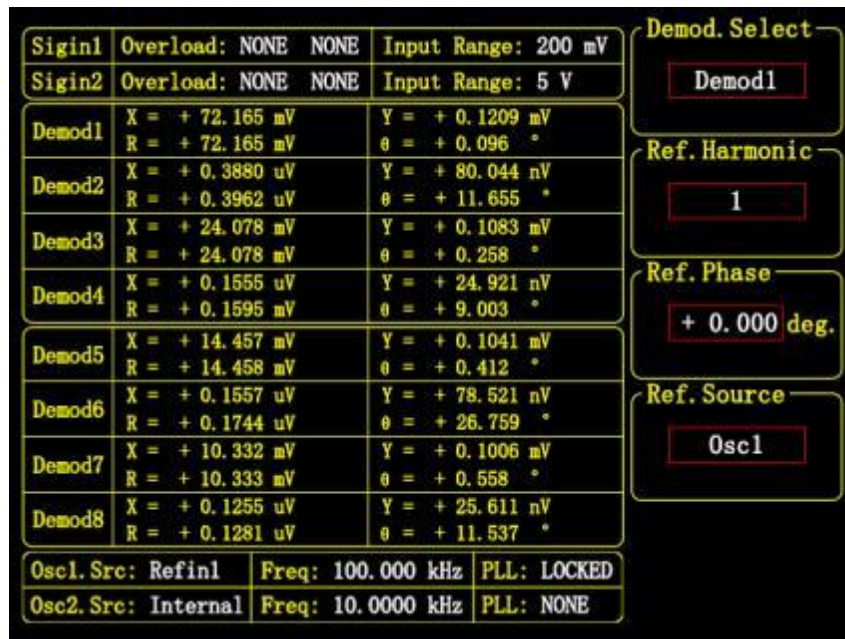 Sigin1 Overload: NONE NONE Input Range: 200 mV
Sigin2 Overload: NONE NONE Input Range: 5 V
Demod1
X = + 72.165 mV Y = + 0.1209 mV
R = + 72.165 mV θ = + 0.096 °
Demod2
X = + 0.3880 uV Y = + 80.044 nV
R = + 0.3962 uV θ = + 11.655 °
Demod3
X = + 24.078 mV Y = + 0.1083 mV
R = + 24.078 mV θ = + 0.258 °
Demod4
X = + 0.1555 uV Y = + 24.921 nV
R = + 0.1595 mV θ = + 9.003 °
Demod5
X = + 14.457 mV Y = + 0.1041 mV
R = + 14.458 mV θ = + 0.412 °
Demod6
X = + 0.1557 uV Y = + 78.521 nV
R = + 0.1744 uV θ = + 26.759 °
Demod7
X = + 10.332 mV Y = + 0.1006 mV
R = + 10.333 mV θ = + 0.558 °
Demod8
X = + 0.1255 uV Y = + 25.611 nV
R = + 0.1281 uV θ = + 11.537 °
Osc1.Src: Refin1 Freq: 100.000 kHz PLL: LOCKED
Osc2.Src: Internal Freq: 10.0000 kHz PLL: NONE
Demod.Select
Demod1
Ref.Harmonic
1
Ref.Phase
+ 0.000 deg.
Ref.Source
Osc1